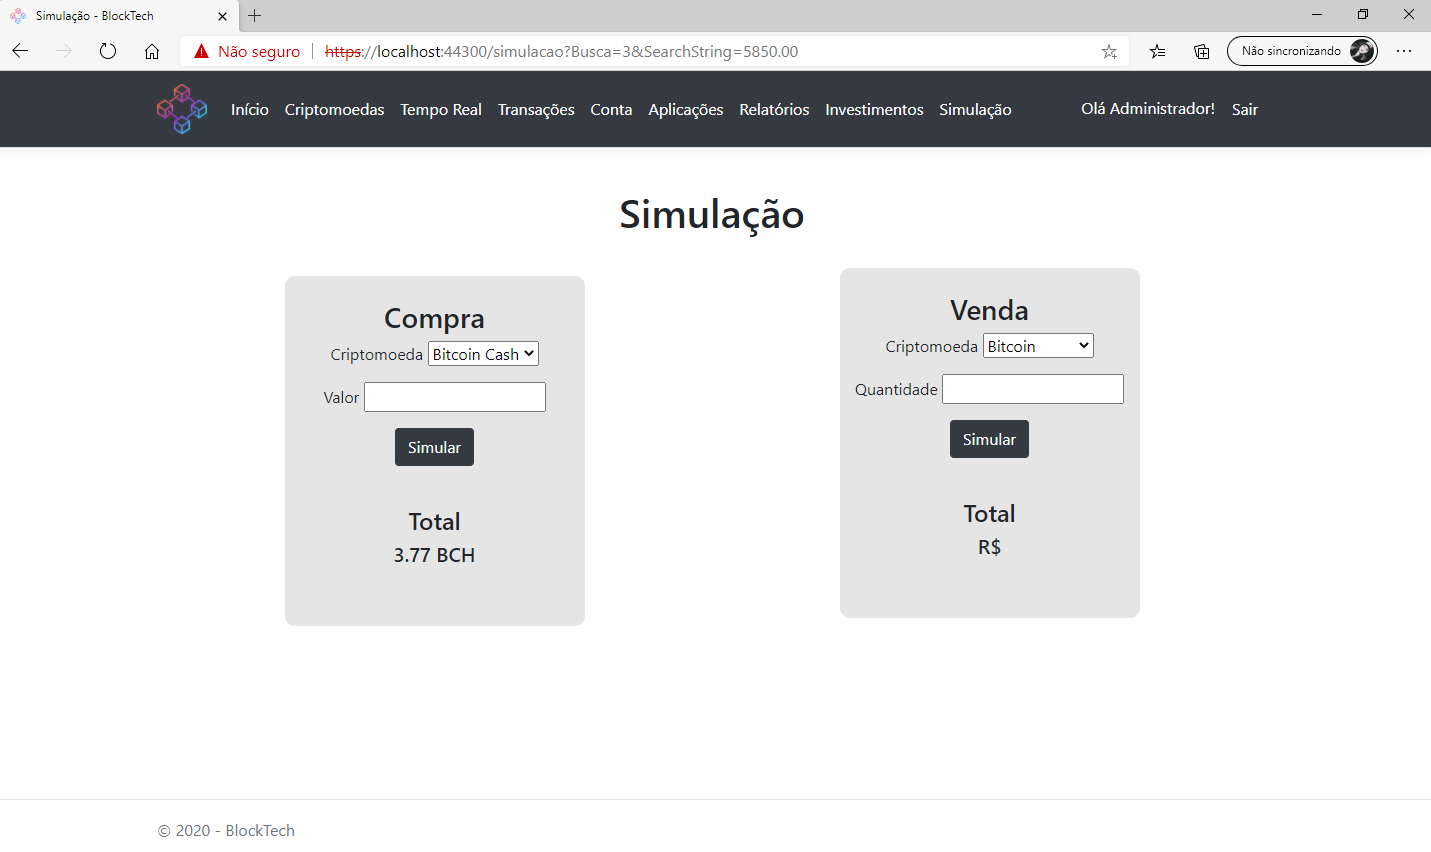 Simulação - BlockTech
Não seguro
https://localhost:44300/simulacao?Busca=3&SearchString=5850.00
Não sincronizando
Início Criptomoedas Tempo Real Transações Conta Aplicações Relatórios Investimentos Simulação Olá Administrador! Sair
Simulação
Compra
Criptomoeda Bitcoin Cash
Valor
Simular
Total
3.77 BCH
Venda
Criptomoeda Bitcoin
Quantidade
Simular
Total
R$
© 2020 - BlockTech